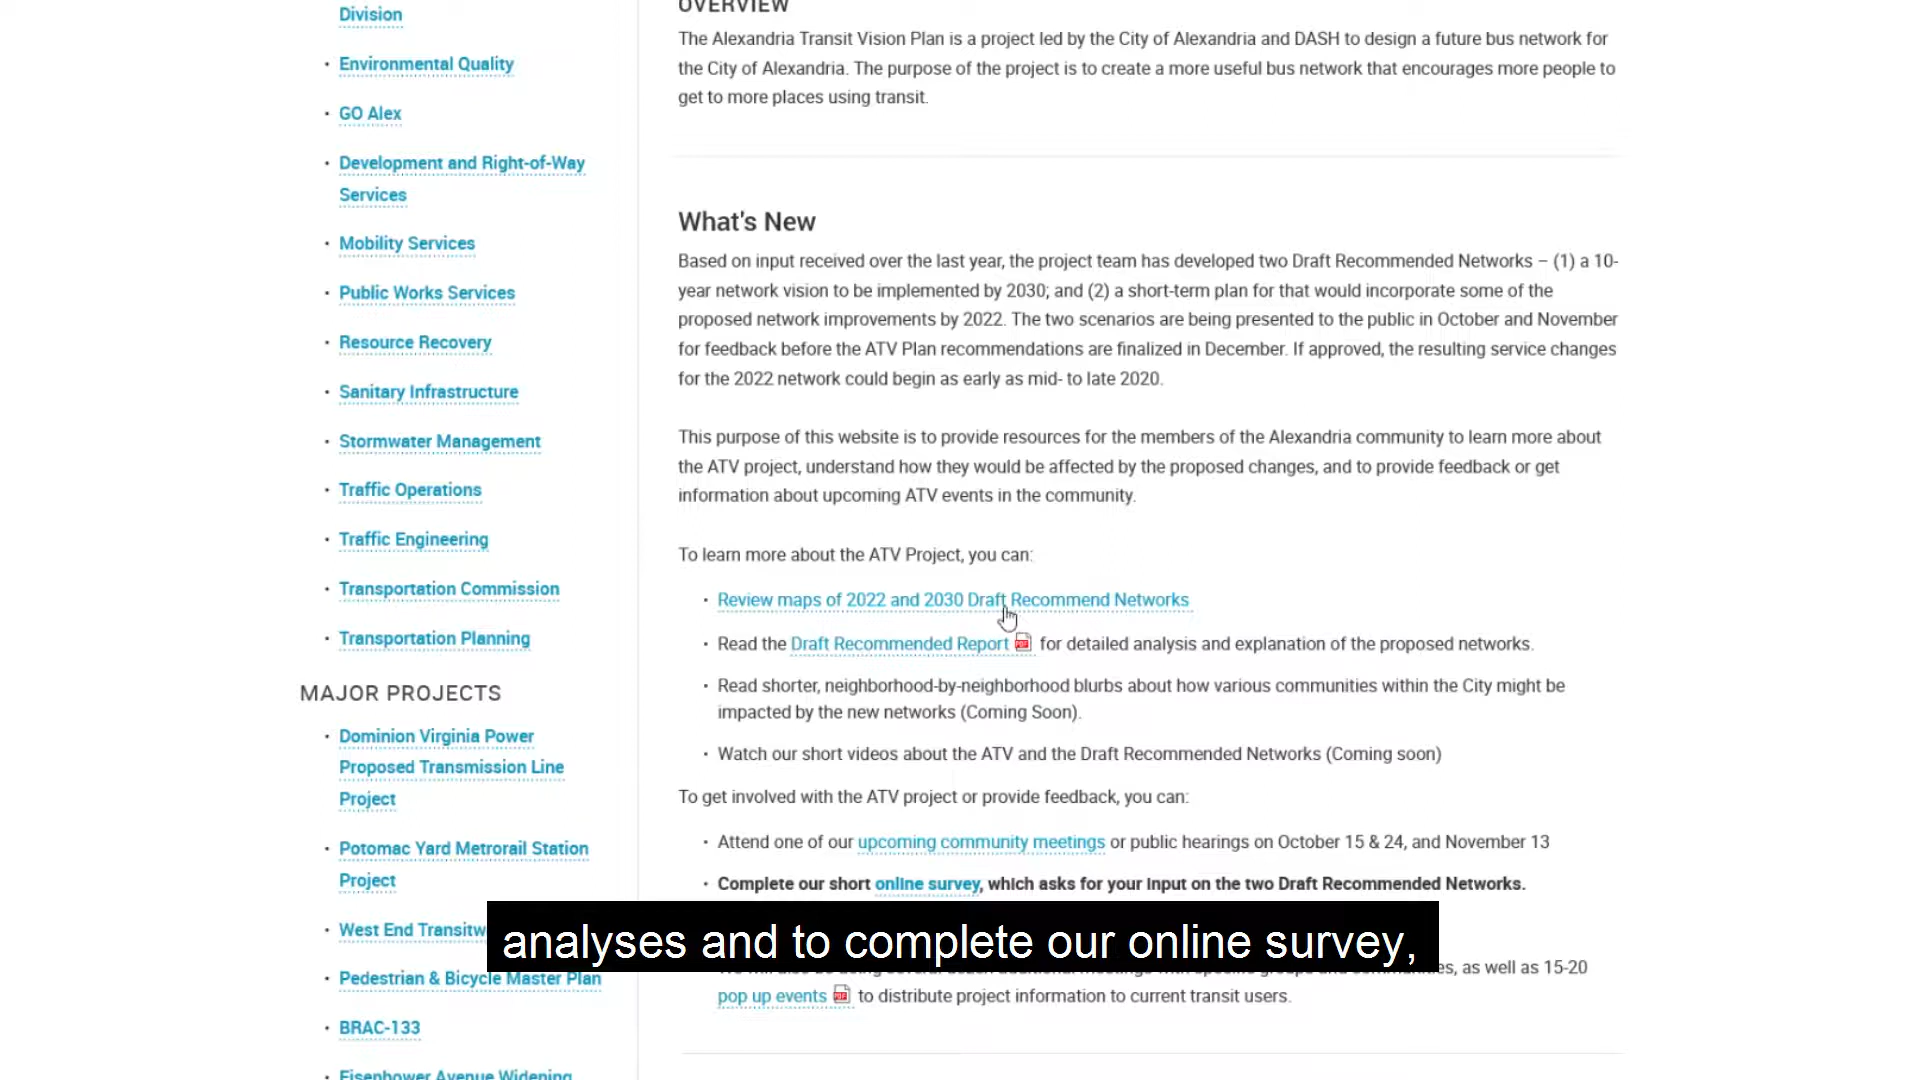 Division
· Environmental Quality
· GO Alex
· Development and Right-of-Way
Services
· Mobility Services
· Public Works Services
· Resource Recovery
· Sanitary Infrastructure
· Stormwater Management
· Traffic Operations
· Traffic Engineering
· Transportation Commission
· Transportation Planning
MAJOR PROJECTS
· Dominion Virginia Power
Proposed Transmission Line
Project
· Potomac Yard Metrorail Station
Project
· West End Transitw
· Pedestrian & Bicycle Master Plan
· BRAC-133
· Eisenhower Avenue Widening
OVERVIEW
The Alexandria Transit Vision Plan is a project led by the City of Alexandria and DASH to design a future bus network for
the City of Alexandria. The purpose of the project is to create a more useful bus network that encourages more people to
get to more places using transit.
What's New
Based on input received over the last year, the project team has developed two Draft Recommended Networks – (1) a 10-
year network vision to be implemented by 2030; and (2) a short-term plan for that would incorporate some of the
proposed network improvements by 2022. The two scenarios are being presented to the public in October and November
for feedback before the ATV Plan recommendations are finalized in December. If approved, the resulting service changes
for the 2022 network could begin as early as mid- to late 2020.
This purpose of this website is to provide resources for the members of the Alexandria community to learn more about
the ATV project, understand how they would be affected by the proposed changes, and to provide feedback or get
information about upcoming ATV events in the community.
To learn more about the ATV Project, you can:
· Review maps of 2022 and 2030 Draft Recommend Networks
· Read the Draft Recommended Report PDF for detailed analysis and explanation of the proposed networks.
· Read shorter, neighborhood-by-neighborhood blurbs about how various communities within the City might be
impacted by the new networks (Coming Soon).
· Watch our short videos about the ATV and the Draft Recommended Networks (Coming soon)
To get involved with the ATV project or provide feedback, you can:
· Attend one of our upcoming community meetings or public hearings on October 15 & 24, and November 13
· Complete our short online survey, which asks for your input on the two Draft Recommended Networks.
analyses and to complete our online survey,
es, as well as 15-20
pop up events PDF to distribute project information to current transit users.